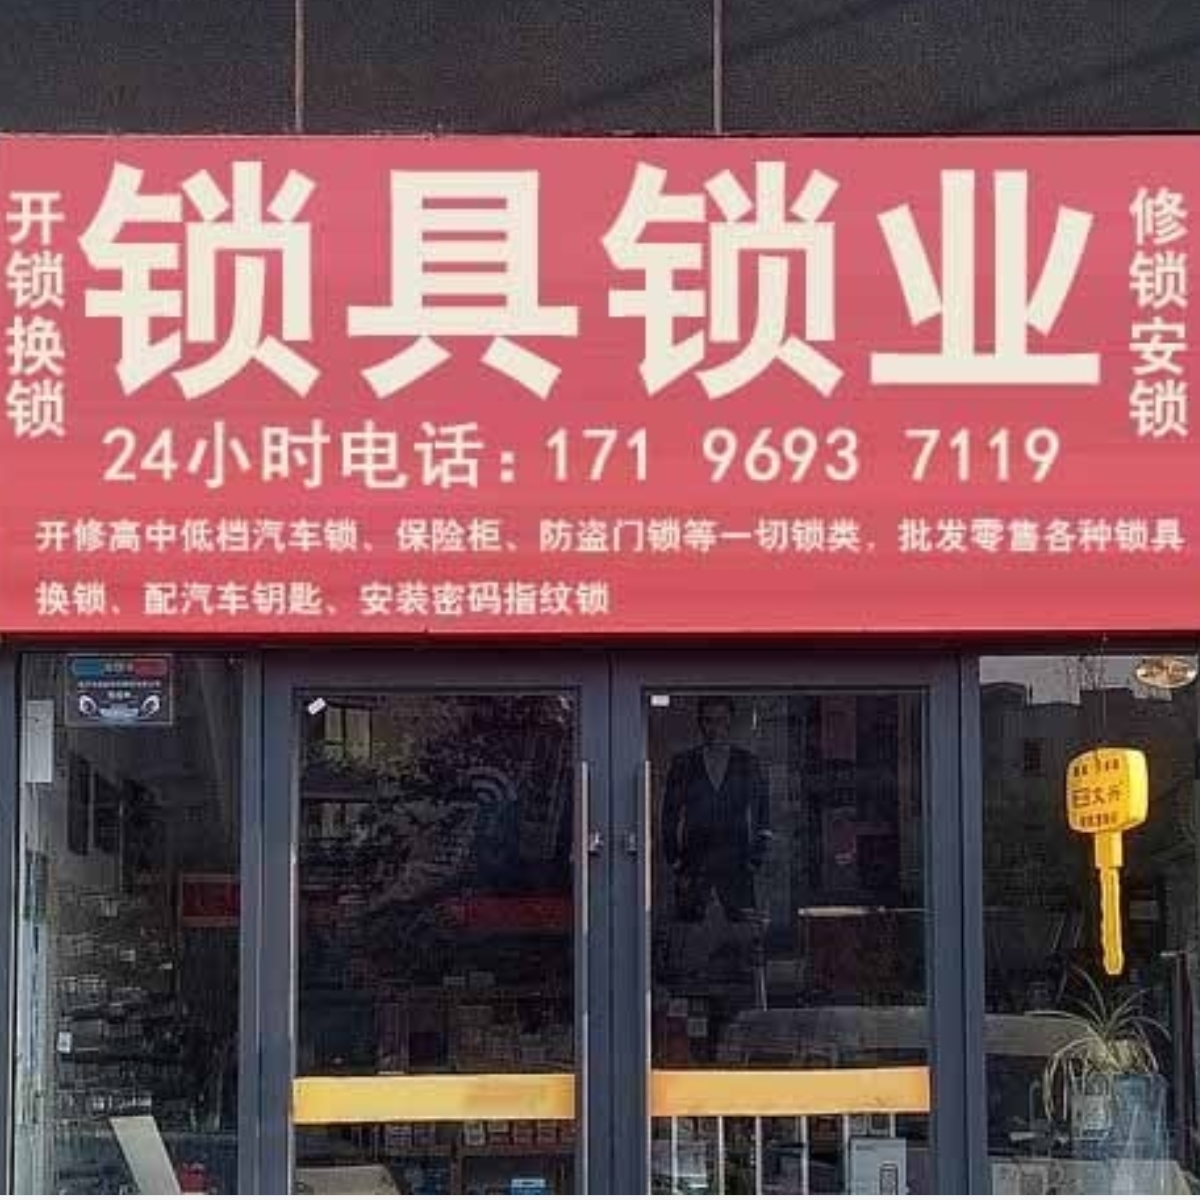 锁具锁业
开锁换锁
修锁安锁
24小时电话：171 9693 7119
开修高中低档汽车锁、保险柜、防盗门锁等一切锁类，批发零售各种锁具
换锁、配汽车钥匙、安装密码指纹锁